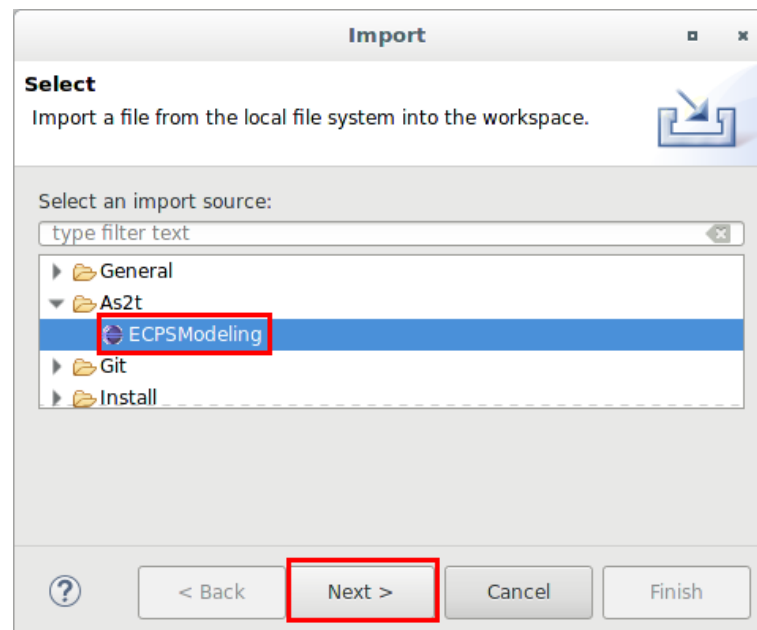 Import
Select
Import a file from the local file system into the workspace.
Select an import source:
type filter text
General
As2t
ECPSModeling
Git
Install
? < Back Next > Cancel Finish